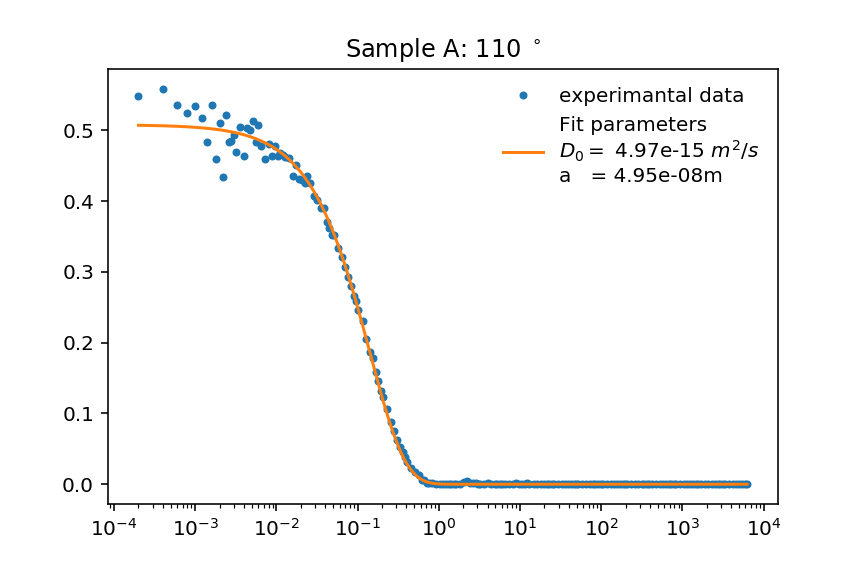 Sample A: 110 °
experimantal data
Fit parameters
D₀ = 4.97e-15 m²/s
a = 4.95e-08m
0.5
0.4
0.3
0.2
0.1
0.0
10⁻⁴ 10⁻³ 10⁻² 10⁻¹ 10⁰ 10¹ 10² 10³ 10⁴